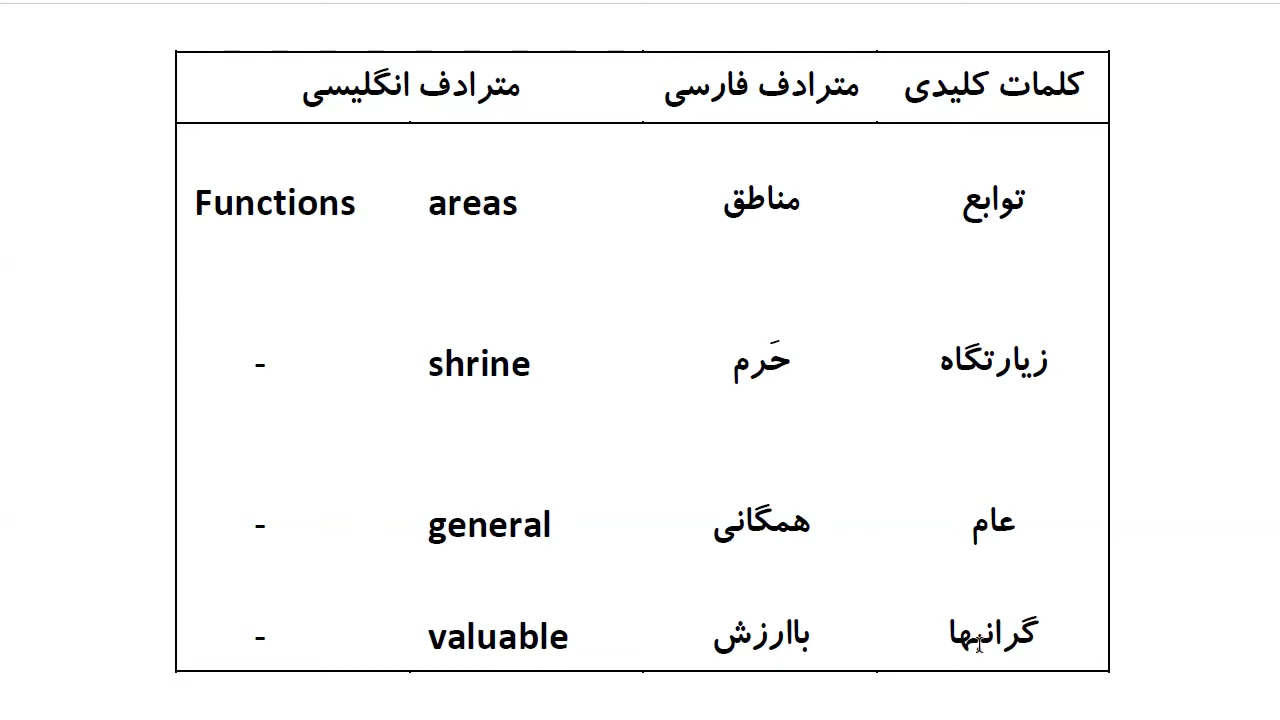 کلمات کلیدی مترادف فارسی مترادف انگلیسی
توابع مناطق areas Functions
زیارتگاه حَرم shrine -
عام همگانی general -
گرانبها باارزش valuable -